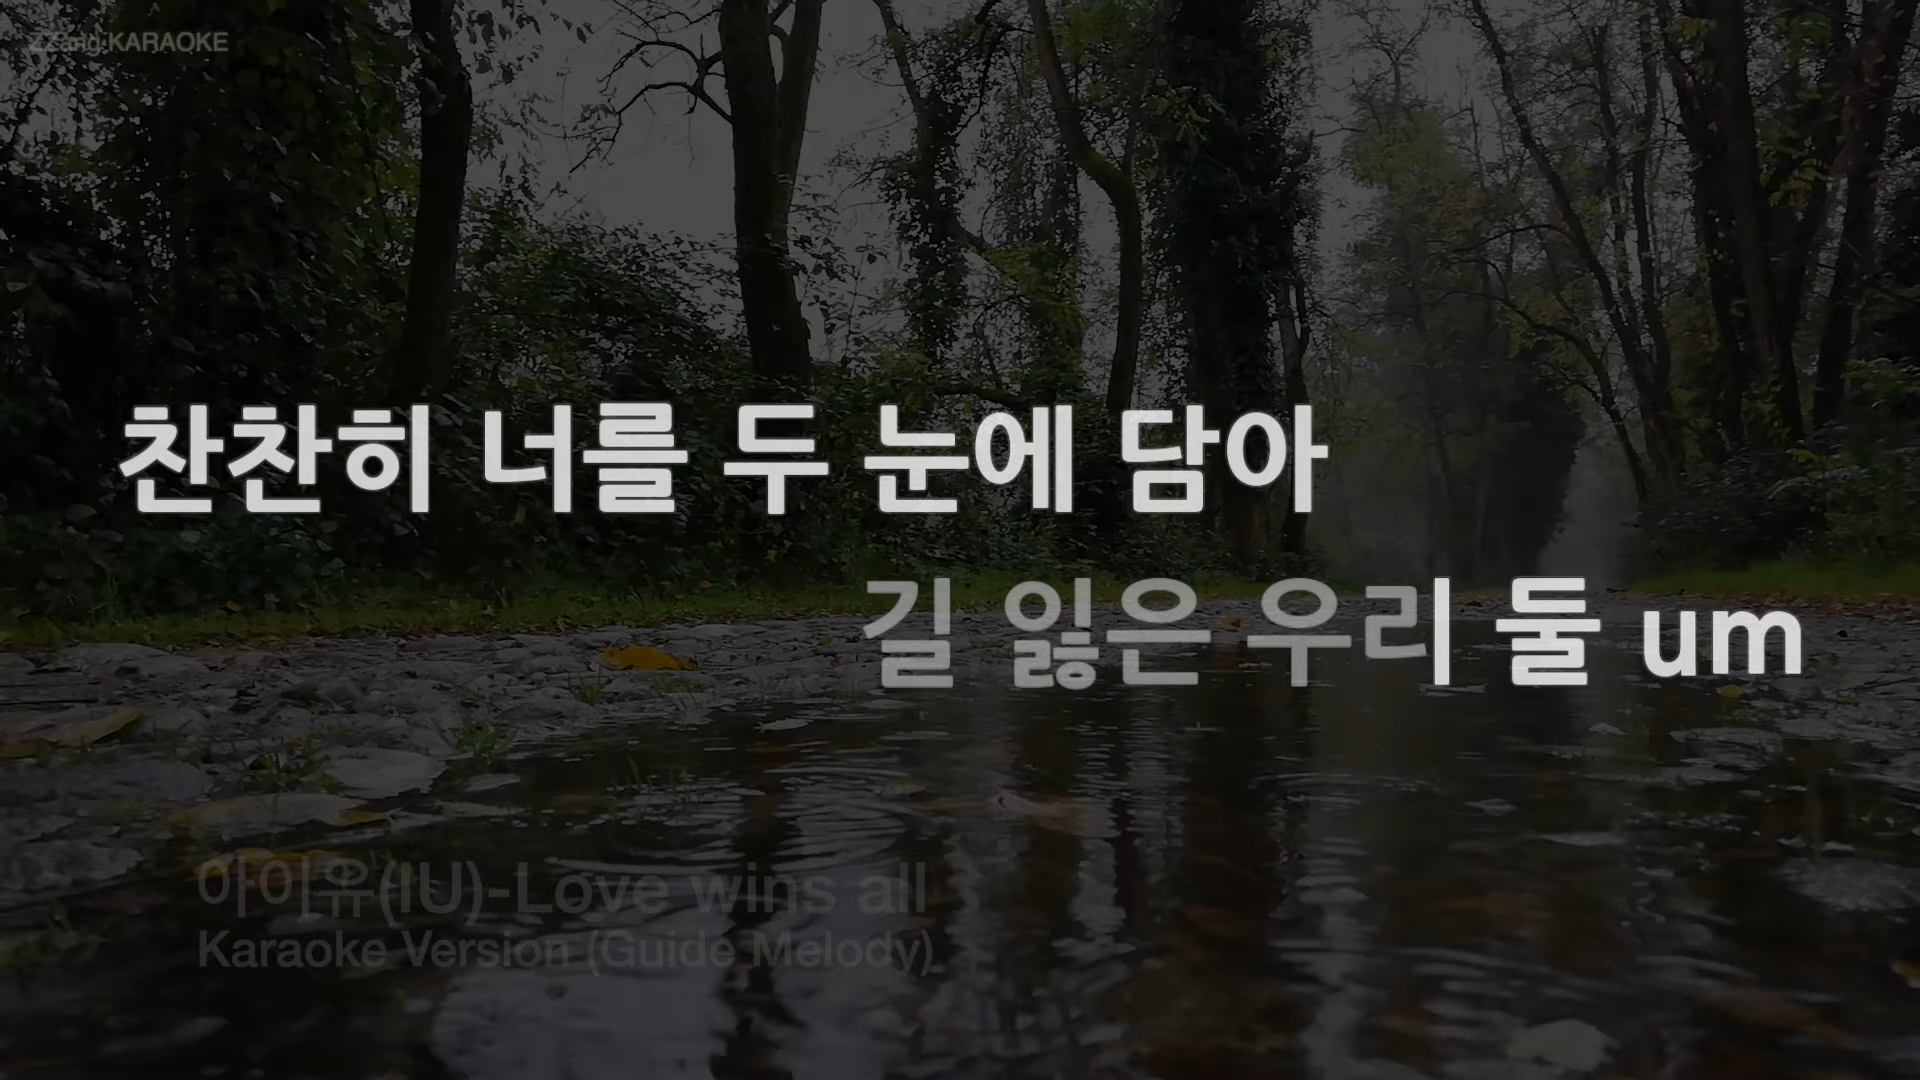 ZZang KARAOKE
찬찬히 너를 두 눈에 담아
길 잃은 우리 둘 um
아이유(IU)-Love wins all
Karaoke Version (Guide Melody)